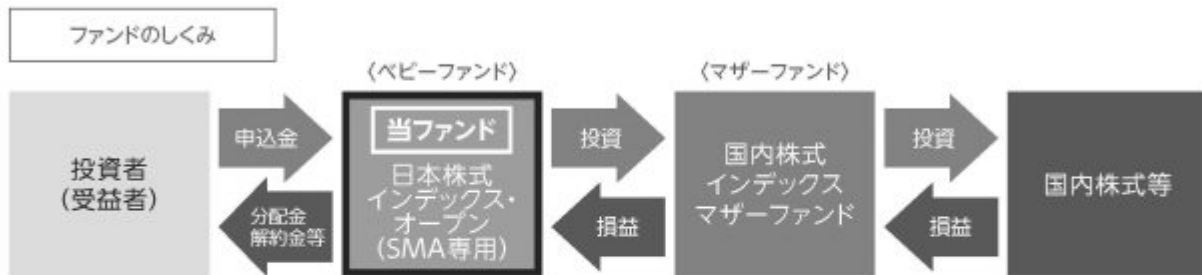 ファンドのしくみ
〈ベビーファンド〉
〈マザーファンド〉
投資者
(受益者)
申込金
分配金
解約金等
当ファンド
日本株式
インデックス・
オープン
(SMA専用)
投資
損益
国内株式
インデックス
マザーファンド
投資
損益
国内株式等